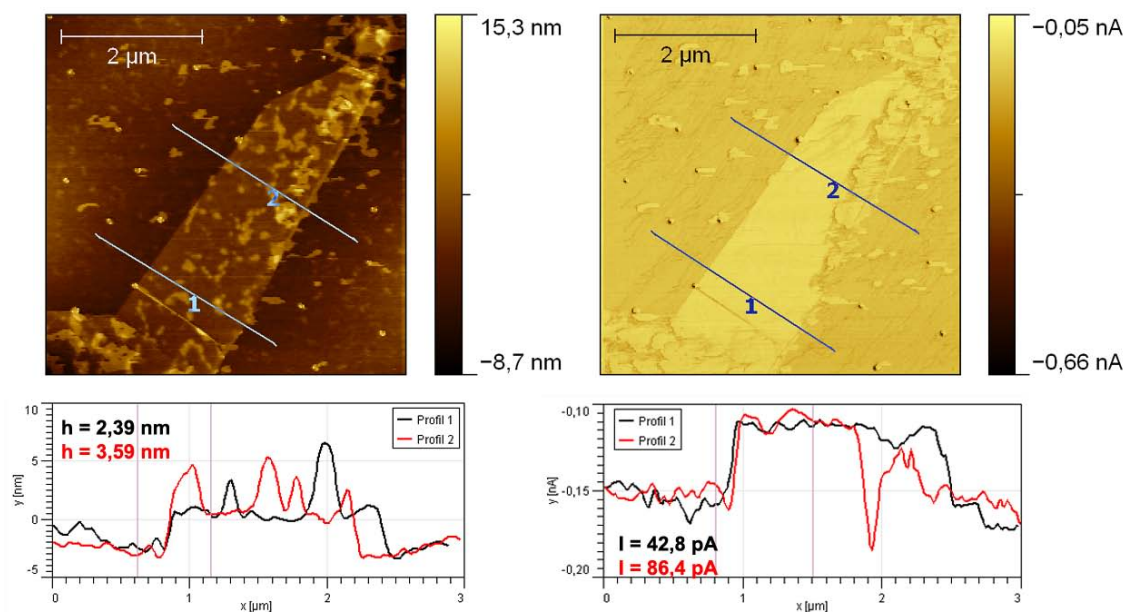 2 µm
15,3 nm
−8,7 nm
1
2
2 µm
−0,05 nA
−0,66 nA
1
2
h = 2,39 nm
h = 3,59 nm
Profil 1
Profil 2
y [nm]
10
5
0
-5
0
1
2
3
x [µm]
Profil 1
Profil 2
I = 42,8 pA
I = 86,4 pA
y [nA]
-0,10
-0,15
-0,20
0
1
2
3
x [µm]